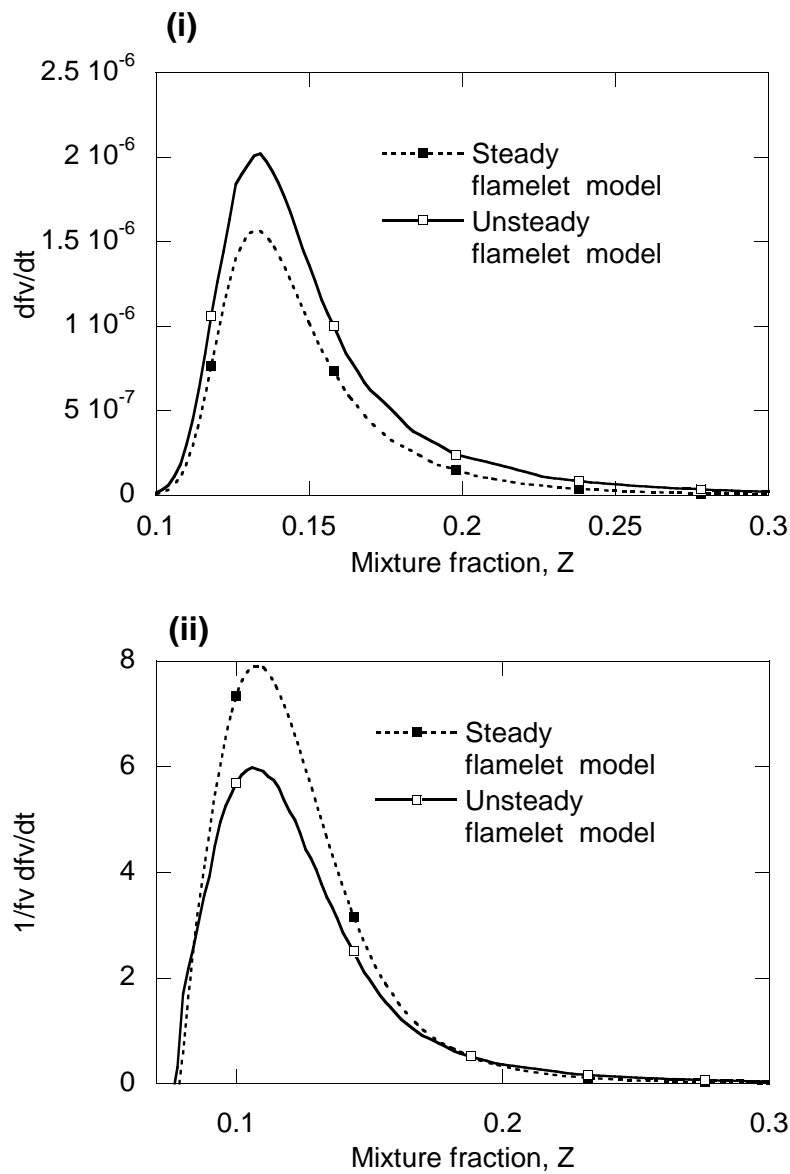 (i)
2.5 10⁻⁶
2 10⁻⁶
1.5 10⁻⁶
1 10⁻⁶
5 10⁻⁷
0
dfv/dt
Steady
flamelet model
Unsteady
flamelet model
0.1 0.15 0.2 0.25 0.3
Mixture fraction, Z
(ii)
8
6
4
2
0
1/fv dfv/dt
Steady
flamelet model
Unsteady
flamelet model
0.1 0.2 0.3
Mixture fraction, Z